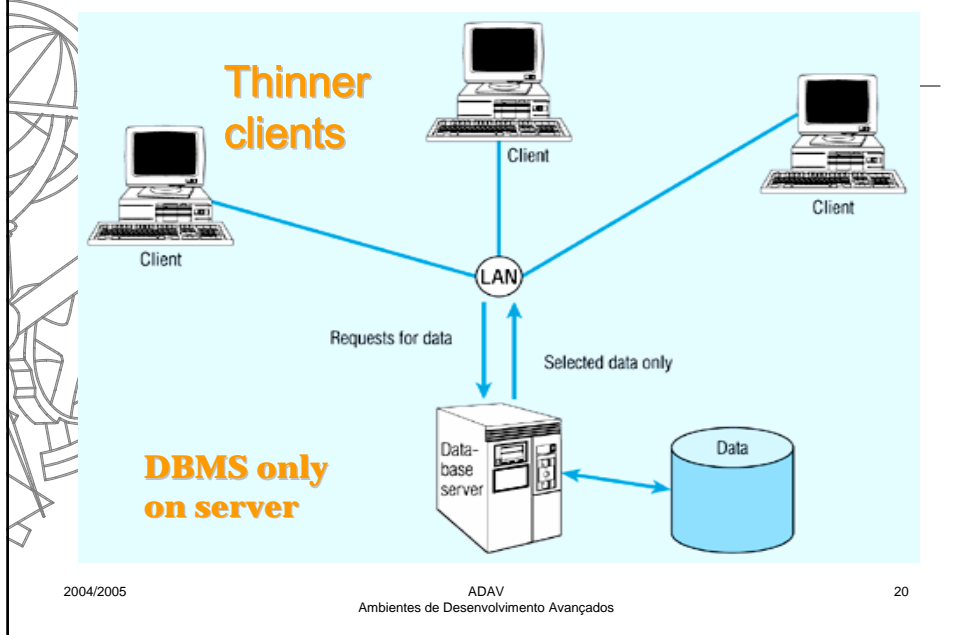 Thinner
clients
Client
Client
Client
LAN
Requests for data
Selected data only
DBMS only
on server
Data-
base
server
Data
2004/2005
ADAV
Ambientes de Desenvolvimento Avançados
20